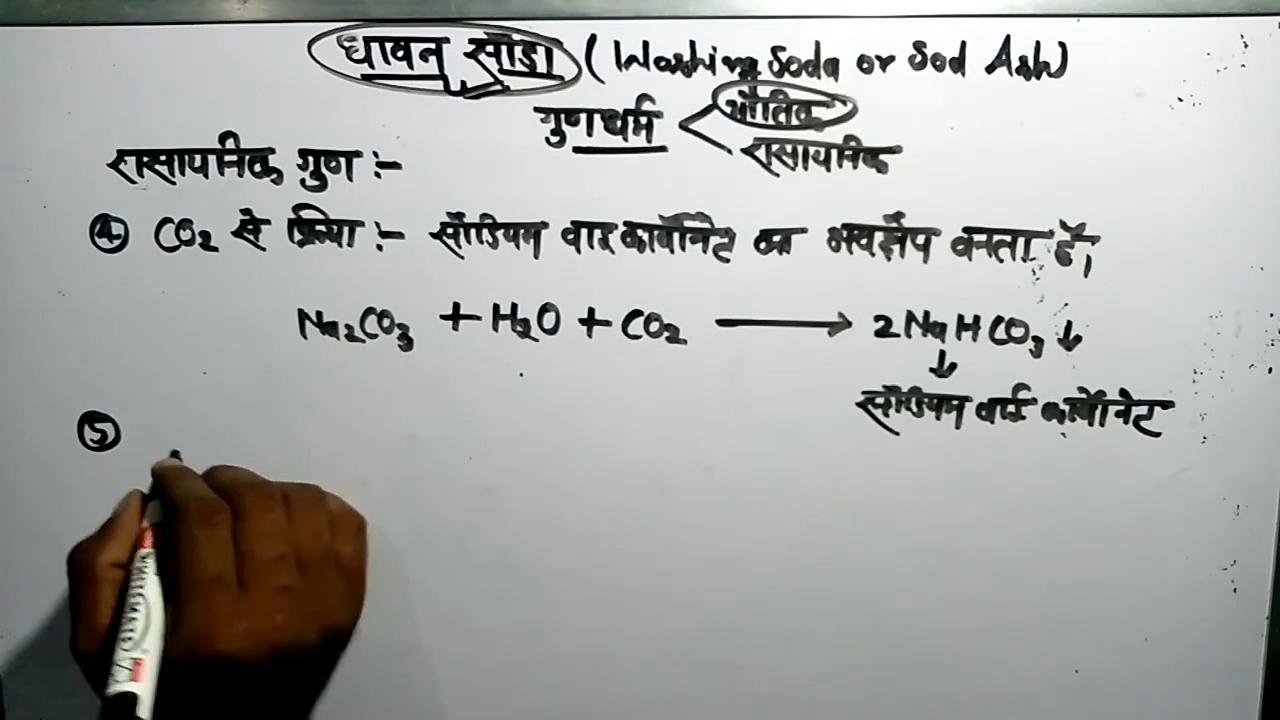 धावन सोडा (Washing Soda or Sod Ash)
गुणधर्म < भौतिक
रासायनिक
रासायनिक गुण :-
④ CO₂ से क्रिया :- सोडियम बाइ कार्बोनेट का अवक्षेप बनता है।
Na₂CO₃ + H₂O + CO₂ ⟶ 2NaHCO₃↓
↓
सोडियम बाई कार्बोनेट
⑤